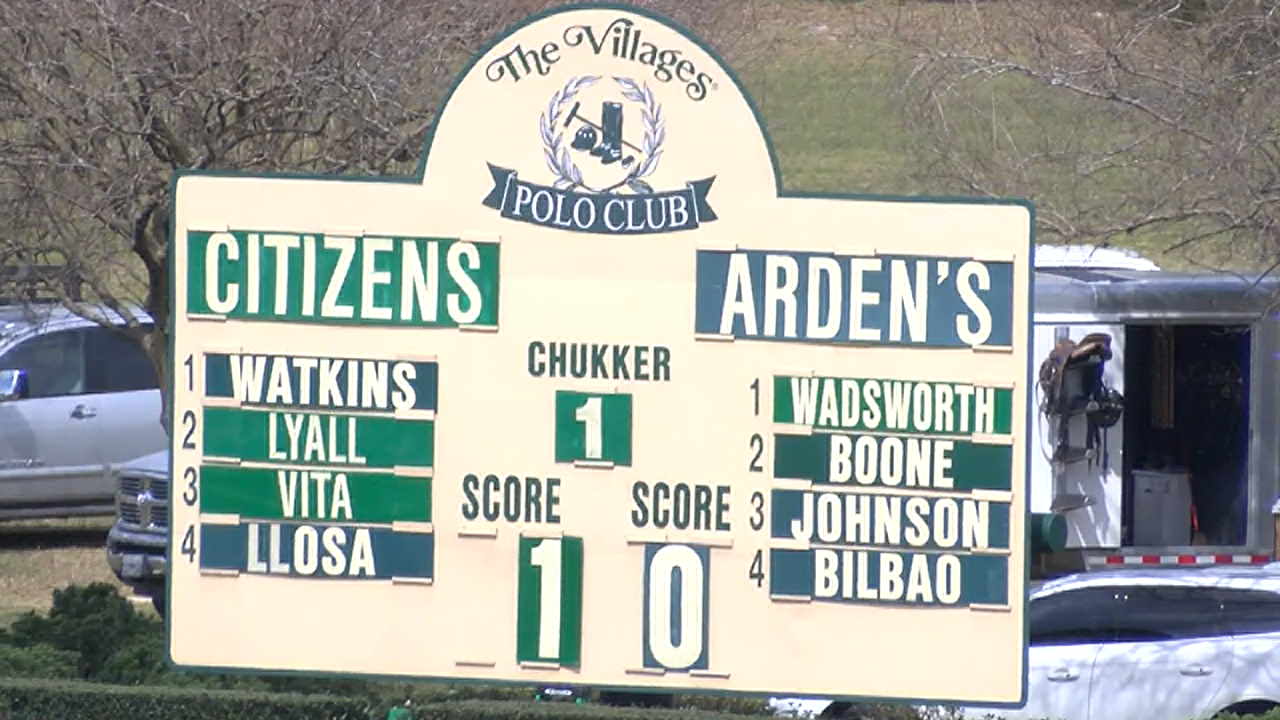 The Villages
POLO CLUB
CITIZENS
ARDEN'S
CHUKKER
1
1 WATKINS
2 LYALL
3 VITA
4 LLOSA
1 WADSWORTH
2 BOONE
3 JOHNSON
4 BILBAO
SCORE SCORE
1 0